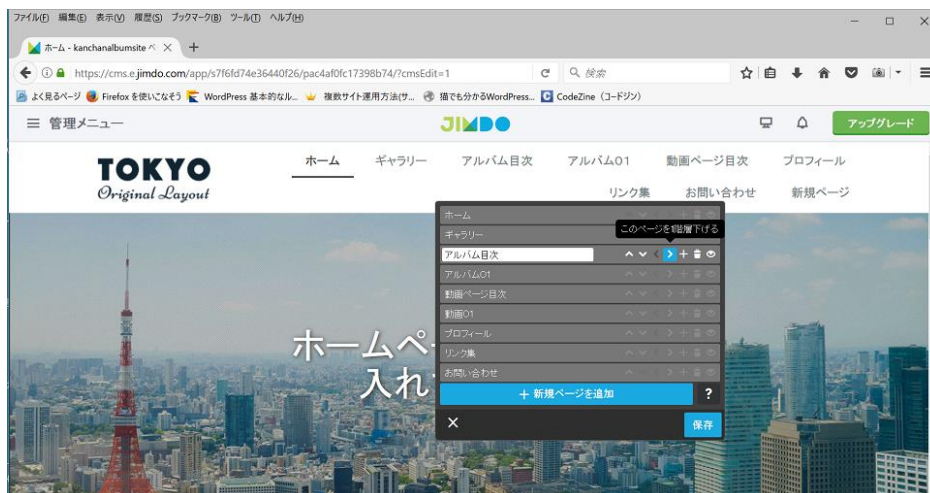 ファイル(F) 編集(E) 表示(V) 履歴(S) ブックマーク(B) ツール(T) ヘルプ(H)
ホーム - kanchanalbumsite ペ
https://cms.e.jimdo.com/app/s7f6fd74e36440f26/pac4af0fc17398b74/?cmsEdit=1
検索
よく見るページ Firefox を使いこなそう WordPress 基本的なル... 複数サイト運用方法(サ... 猫でも分かるWordPress... CodeZine（コードジン）
管理メニュー
JIMDO
アップグレード
TOKYO
Original Layout
ホーム ギャラリー アルバム目次 アルバム01 動画ページ目次 プロフィール
リンク集 お問い合わせ 新規ページ
ホーム
ギャラリー
このページを1階層下げる
アルバム目次
アルバム01
動画ページ目次
動画01
プロフィール
リンク集
お問い合わせ
＋ 新規ページを追加 ?
保存
ホームペー
入れ